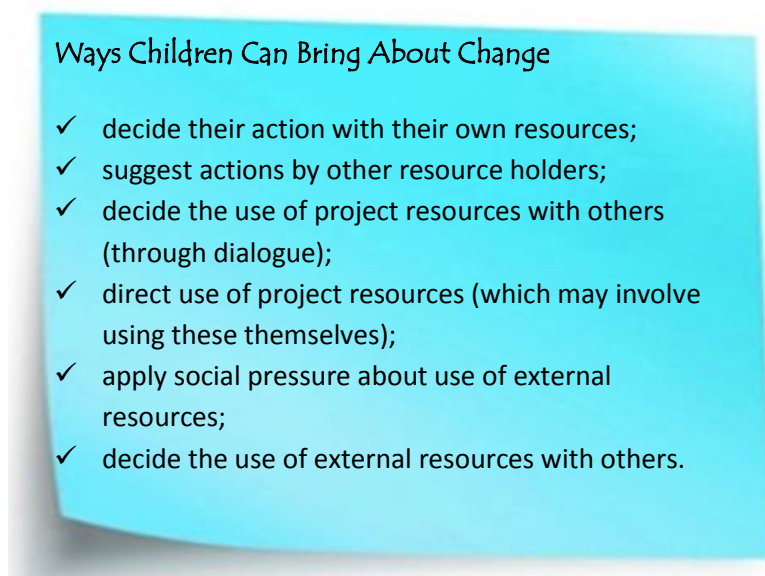 Ways Children Can Bring About Change
✓ decide their action with their own resources;
✓ suggest actions by other resource holders;
✓ decide the use of project resources with others
(through dialogue);
✓ direct use of project resources (which may involve
using these themselves);
✓ apply social pressure about use of external
resources;
✓ decide the use of external resources with others.